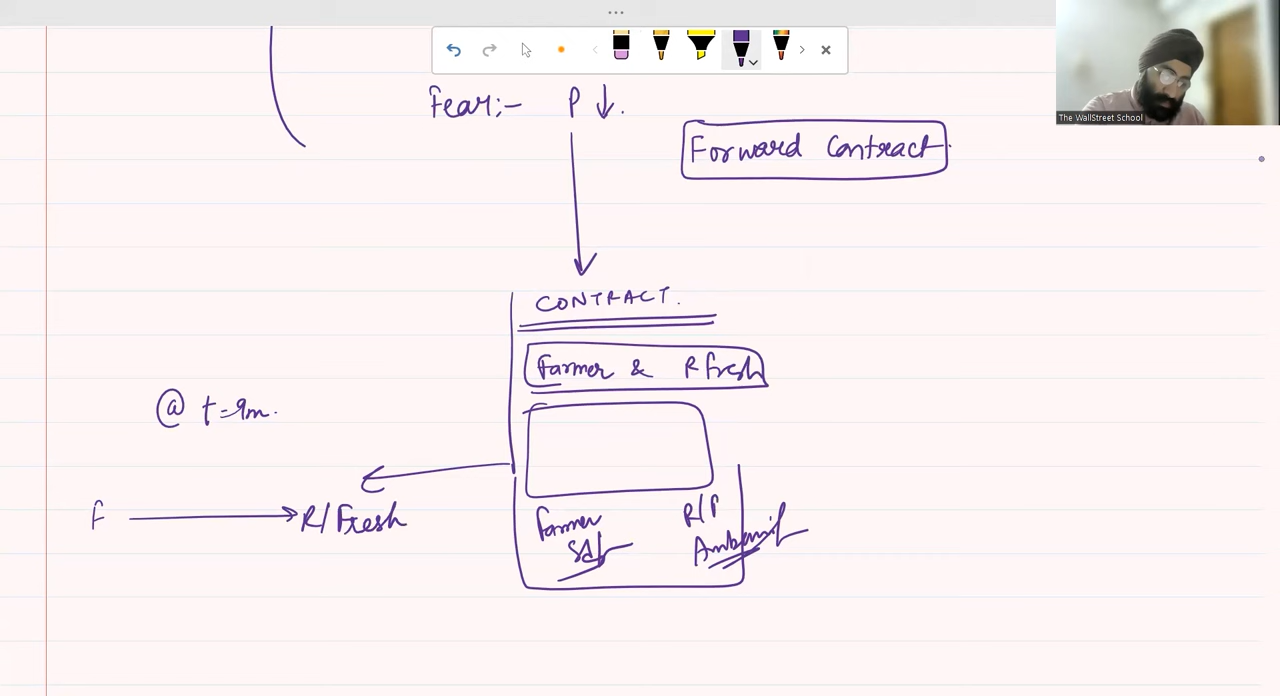 Fear:- P ↓.
Forward Contract.
The WallStreet School
CONTRACT.
Farmer & R fresh
@ t=9m.
F → R/Fresh
Farmer R/F